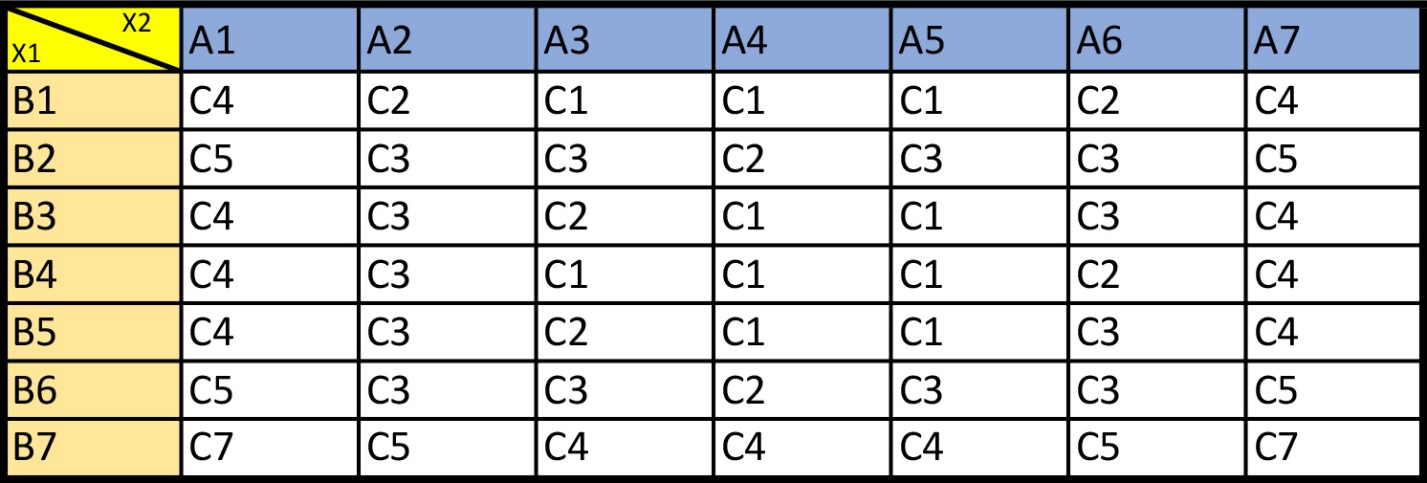 X2
X1 A1 A2 A3 A4 A5 A6 A7
B1 C4 C2 C1 C1 C1 C2 C4
B2 C5 C3 C3 C2 C3 C3 C5
B3 C4 C3 C2 C1 C1 C3 C4
B4 C4 C3 C1 C1 C1 C2 C4
B5 C4 C3 C2 C1 C1 C3 C4
B6 C5 C3 C3 C2 C3 C3 C5
B7 C7 C5 C4 C4 C4 C5 C7